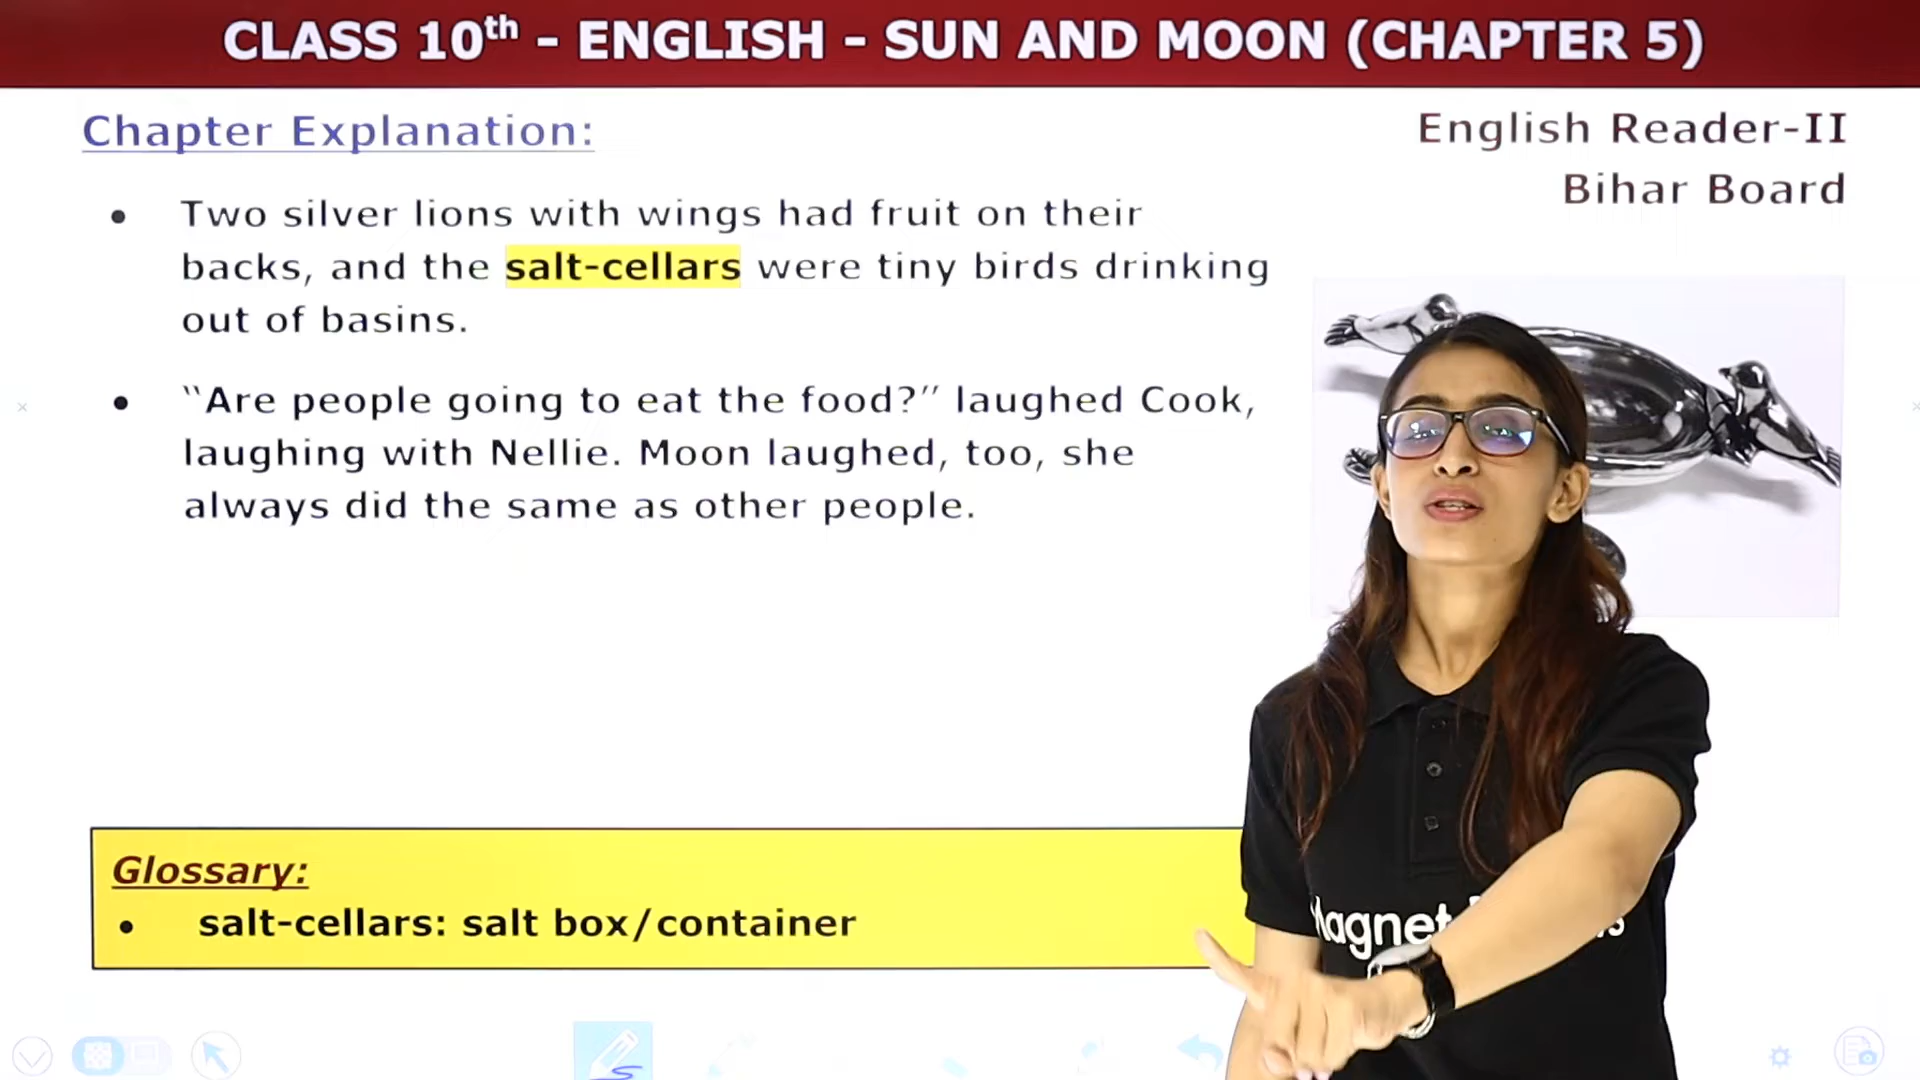 CLASS 10th - ENGLISH - SUN AND MOON (CHAPTER 5)
Chapter Explanation:
English Reader-II
Bihar Board
• Two silver lions with wings had fruit on their
backs, and the salt-cellars were tiny birds drinking
out of basins.
• “Are people going to eat the food?” laughed Cook,
laughing with Nellie. Moon laughed, too, she
always did the same as other people.
Glossary:
• salt-cellars: salt box/container
Magnet